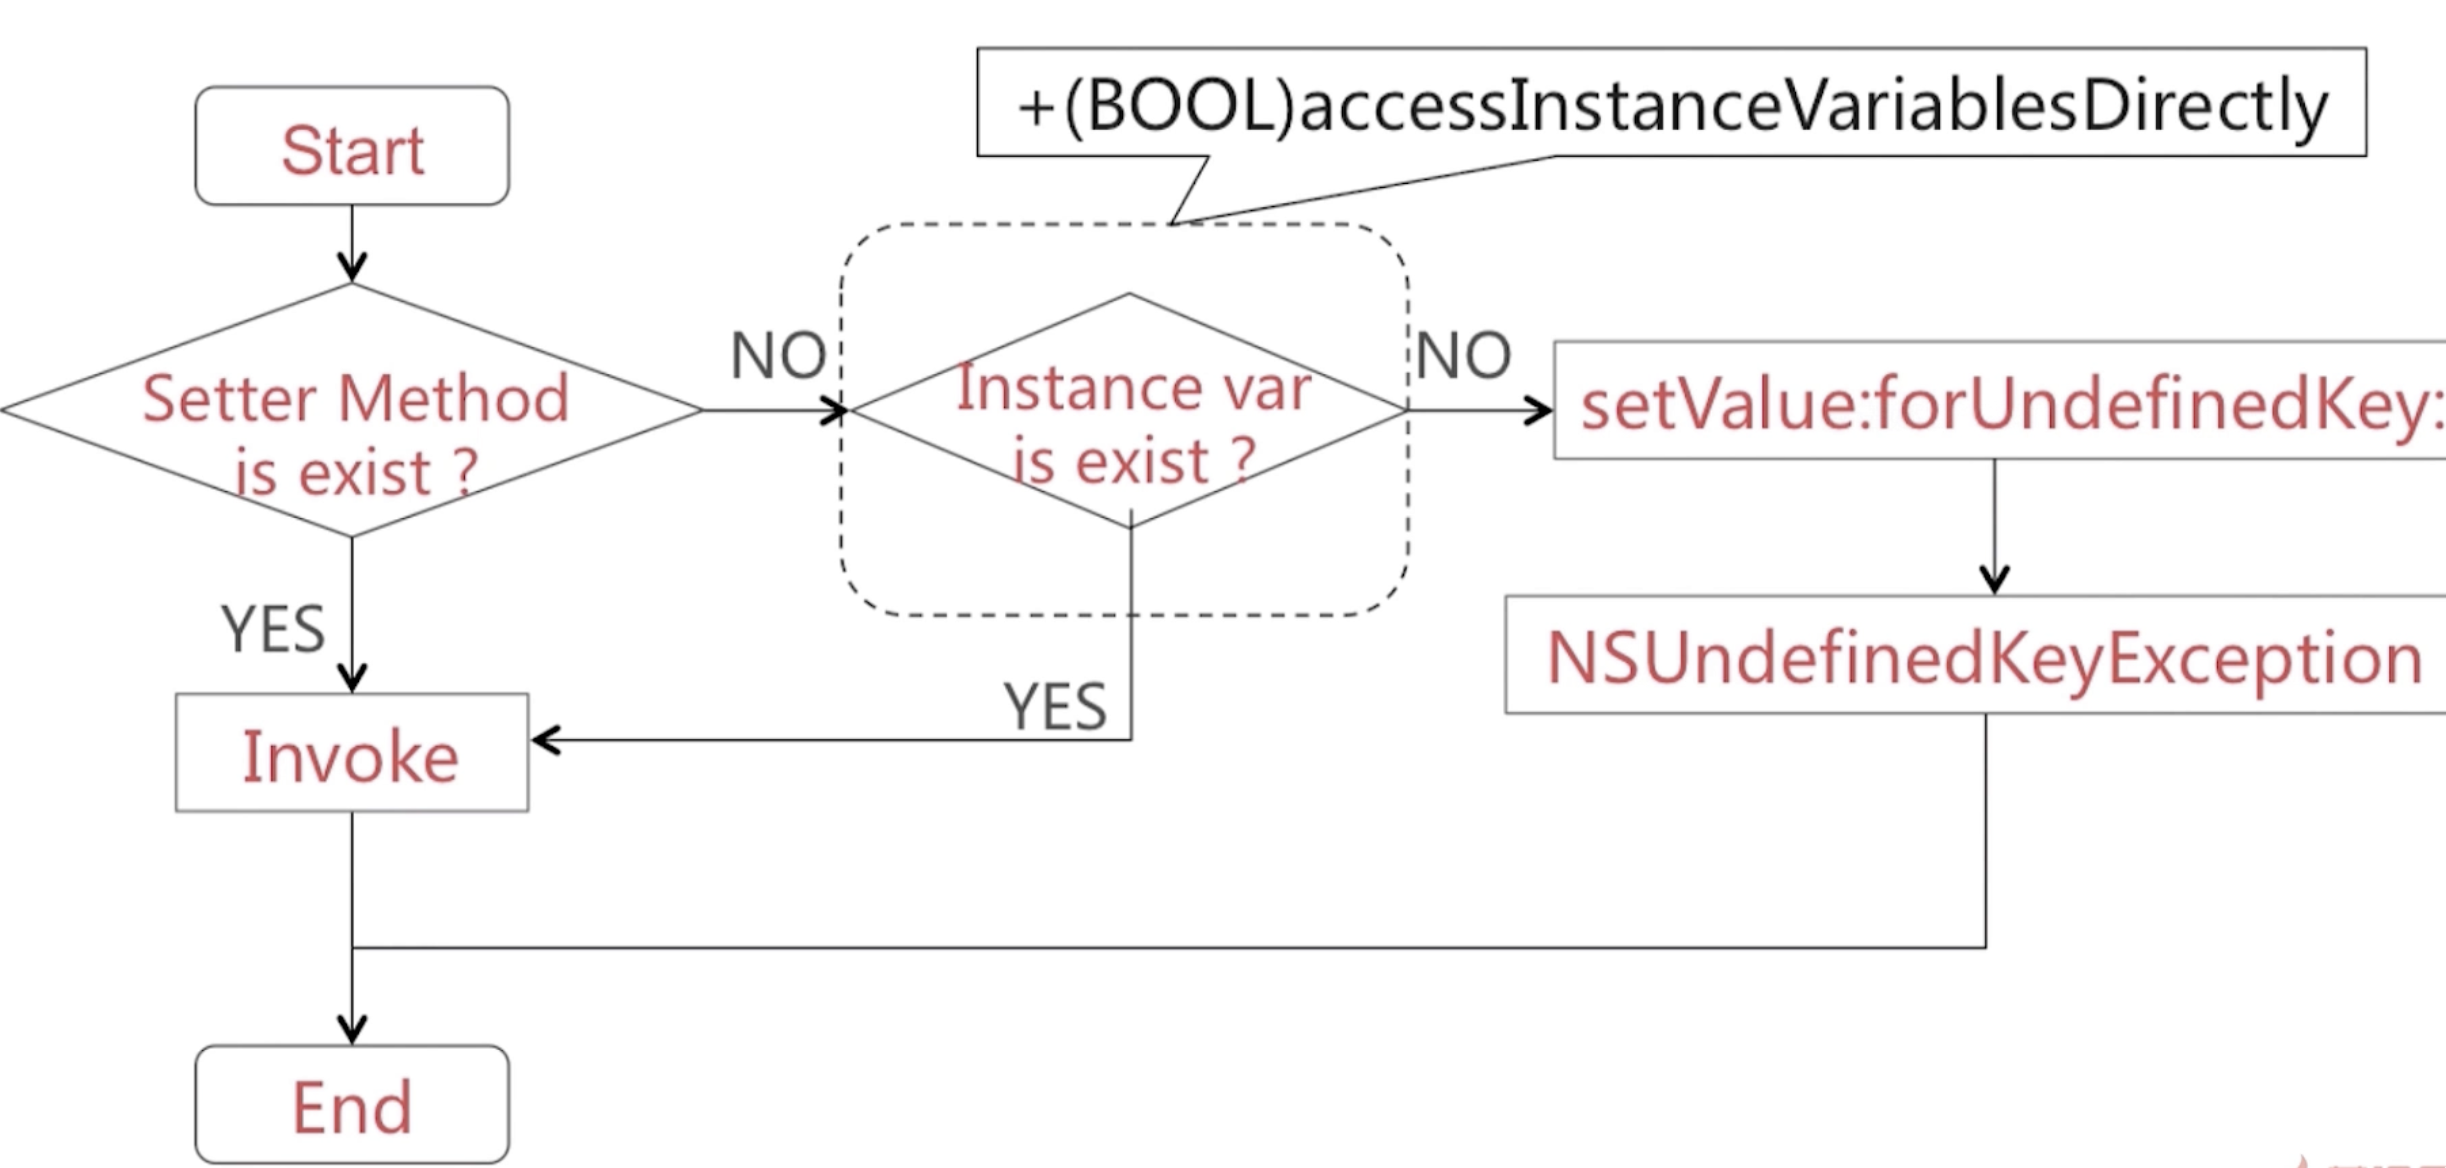 Start
+(BOOL)accessInstanceVariablesDirectly
Setter Method
is exist ?
NO
Instance var
is exist ?
NO
setValue:forUndefinedKey:
YES
NSUndefinedKeyException
YES
Invoke
End